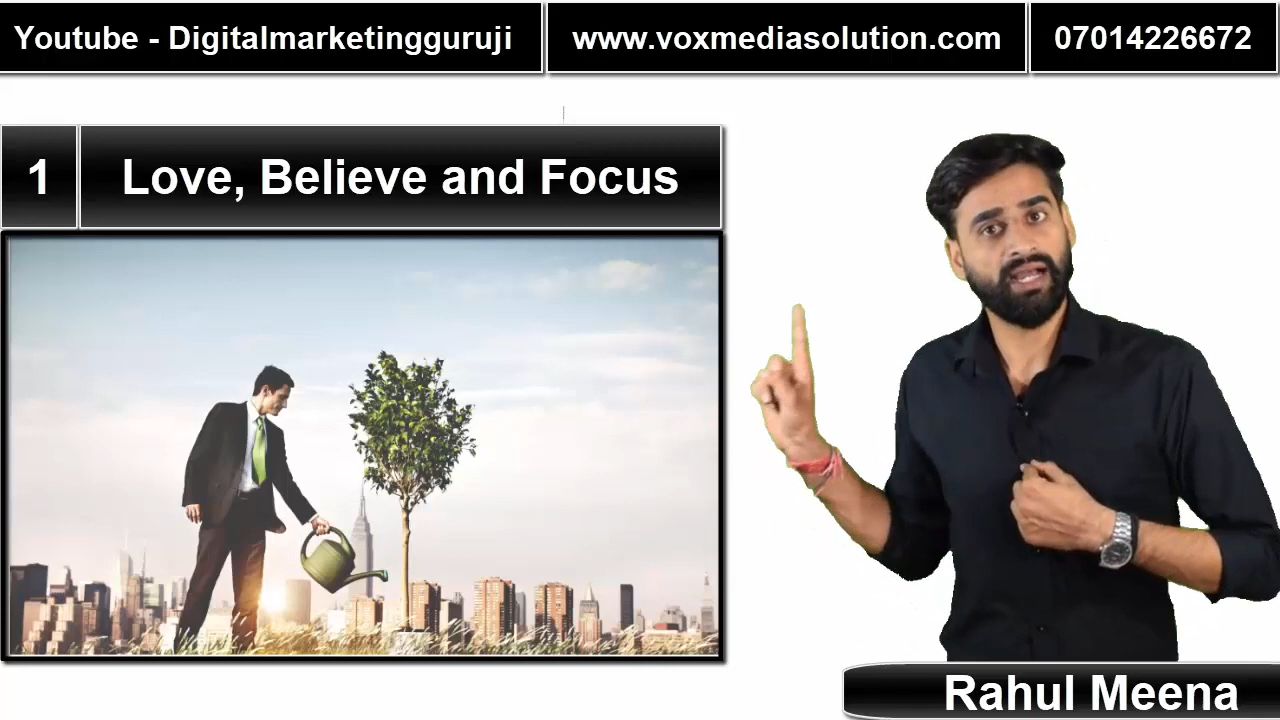 Youtube - Digitalmarketingguruji
www.voxmediasolution.com
07014226672
1
Love, Believe and Focus
Rahul Meena